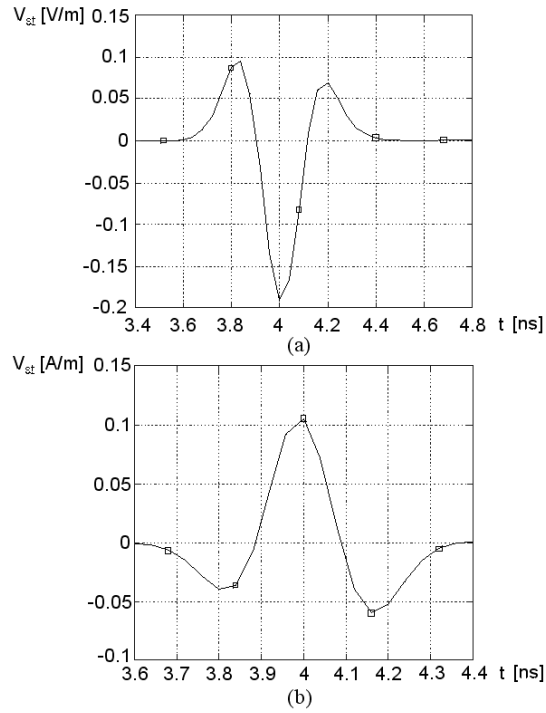 V_st [V/m]
0.15
0.1
0.05
0
-0.05
-0.1
-0.15
-0.2
3.4 3.6 3.8 4 4.2 4.4 4.6 4.8 t [ns]
(a)
V_st [A/m]
0.15
0.1
0.05
0
-0.05
-0.1
3.6 3.7 3.8 3.9 4 4.1 4.2 4.3 4.4 t [ns]
(b)